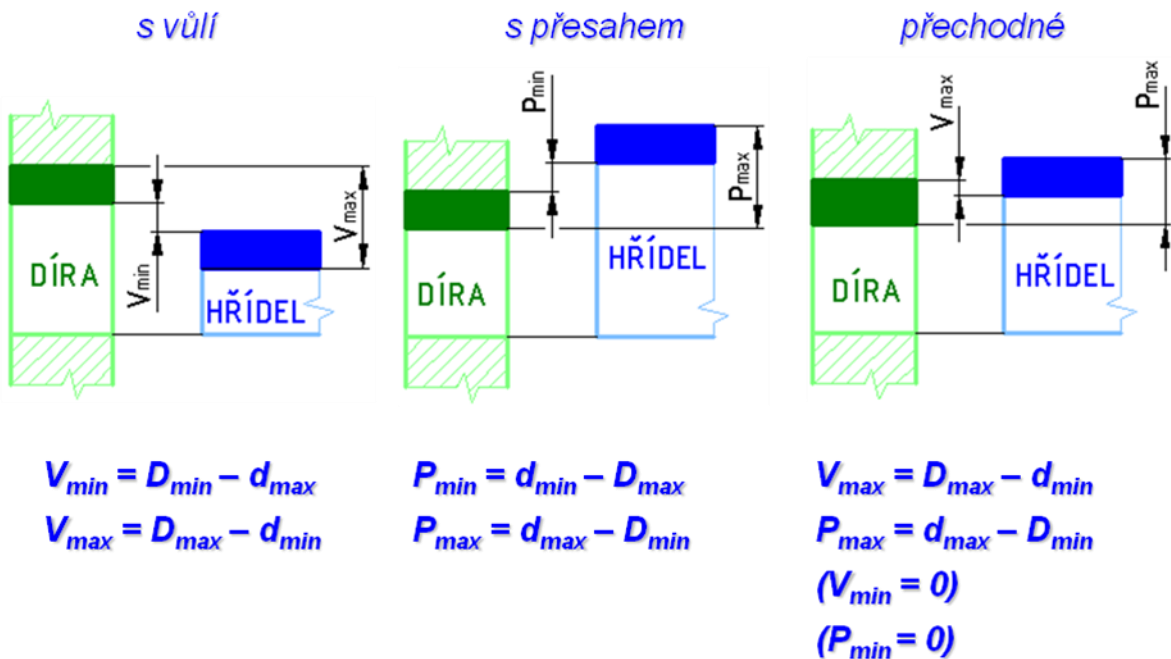 s vůlí
s přesahem
přechodné
DÍRA
Vmin
HŘÍDEL
Vmax
DÍRA
Pmin
HŘÍDEL
Pmax
DÍRA
Vmax
HŘÍDEL
Pmax
Vmin = Dmin – dmax
Vmax = Dmax – dmin
Pmin = dmin – Dmax
Pmax = dmax – Dmin
Vmax = Dmax – dmin
Pmax = dmax – Dmin
(Vmin = 0)
(Pmin = 0)